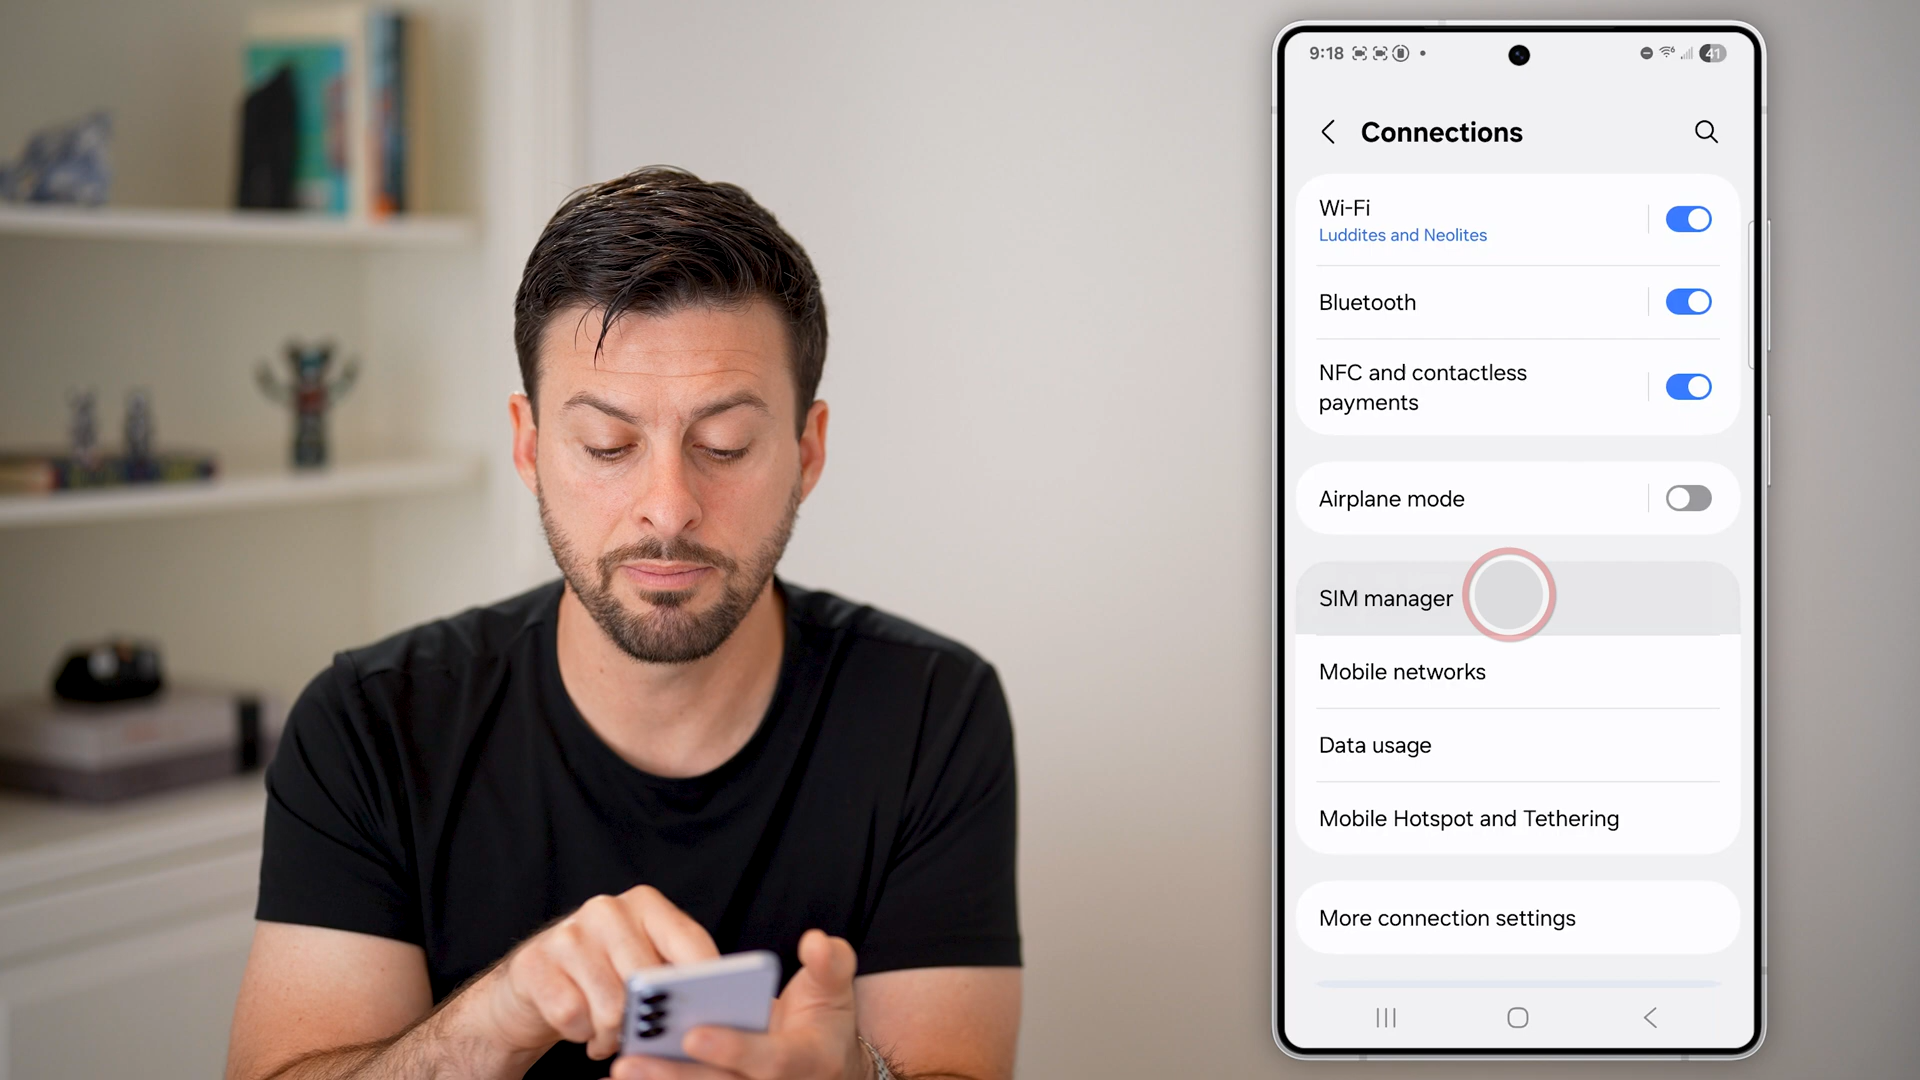 9:18
41
Connections
Wi-Fi
Luddites and Neolites
Bluetooth
NFC and contactless
payments
Airplane mode
SIM manager
Mobile networks
Data usage
Mobile Hotspot and Tethering
More connection settings